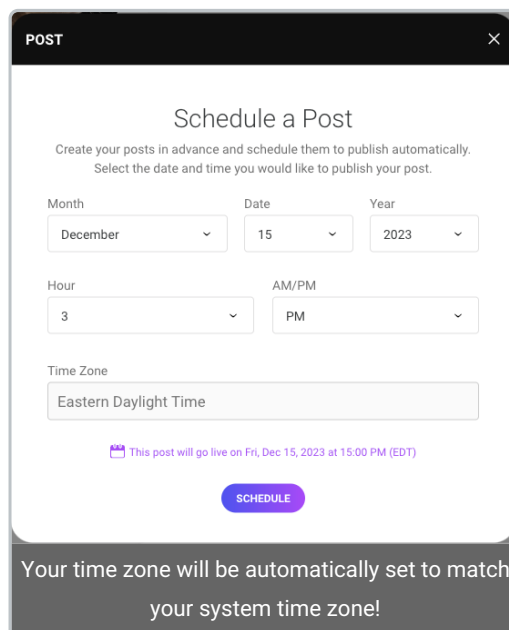 POST
Schedule a Post
Create your posts in advance and schedule them to publish automatically.
Select the date and time you would like to publish your post.
Month Date Year
December 15 2023
Hour AM/PM
3 PM
Time Zone
Eastern Daylight Time
This post will go live on Fri, Dec 15, 2023 at 15:00 PM (EDT)
SCHEDULE
Your time zone will be automatically set to match
your system time zone!